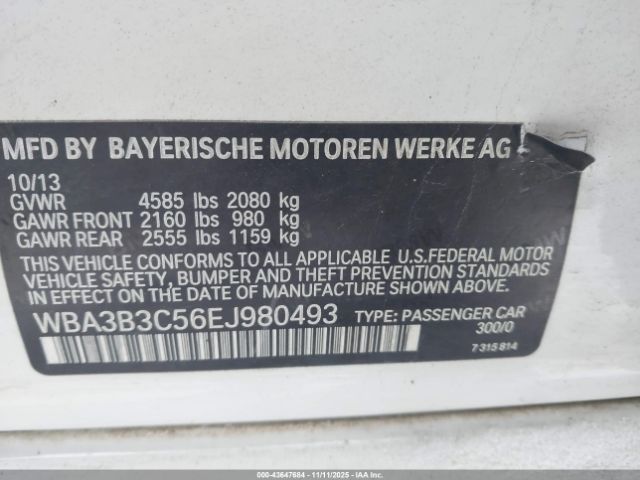 MFD BY BAYERISCHE MOTOREN WERKE AG
10/13
GVWR 4585 lbs 2080 kg
GAWR FRONT 2160 lbs 980 kg
GAWR REAR 2555 lbs 1159 kg
THIS VEHICLE CONFORMS TO ALL APPLICABLE U.S.FEDERAL MOTOR
VEHICLE SAFETY, BUMPER AND THEFT PREVENTION STANDARDS
IN EFFECT ON THE DATE OF MANUFACTURE SHOWN ABOVE.
WBA3B3C56EJ980493 TYPE: PASSENGER CAR
300/0
7 315 814
000-43647684 - 11/11/2025 - IAAI.COM